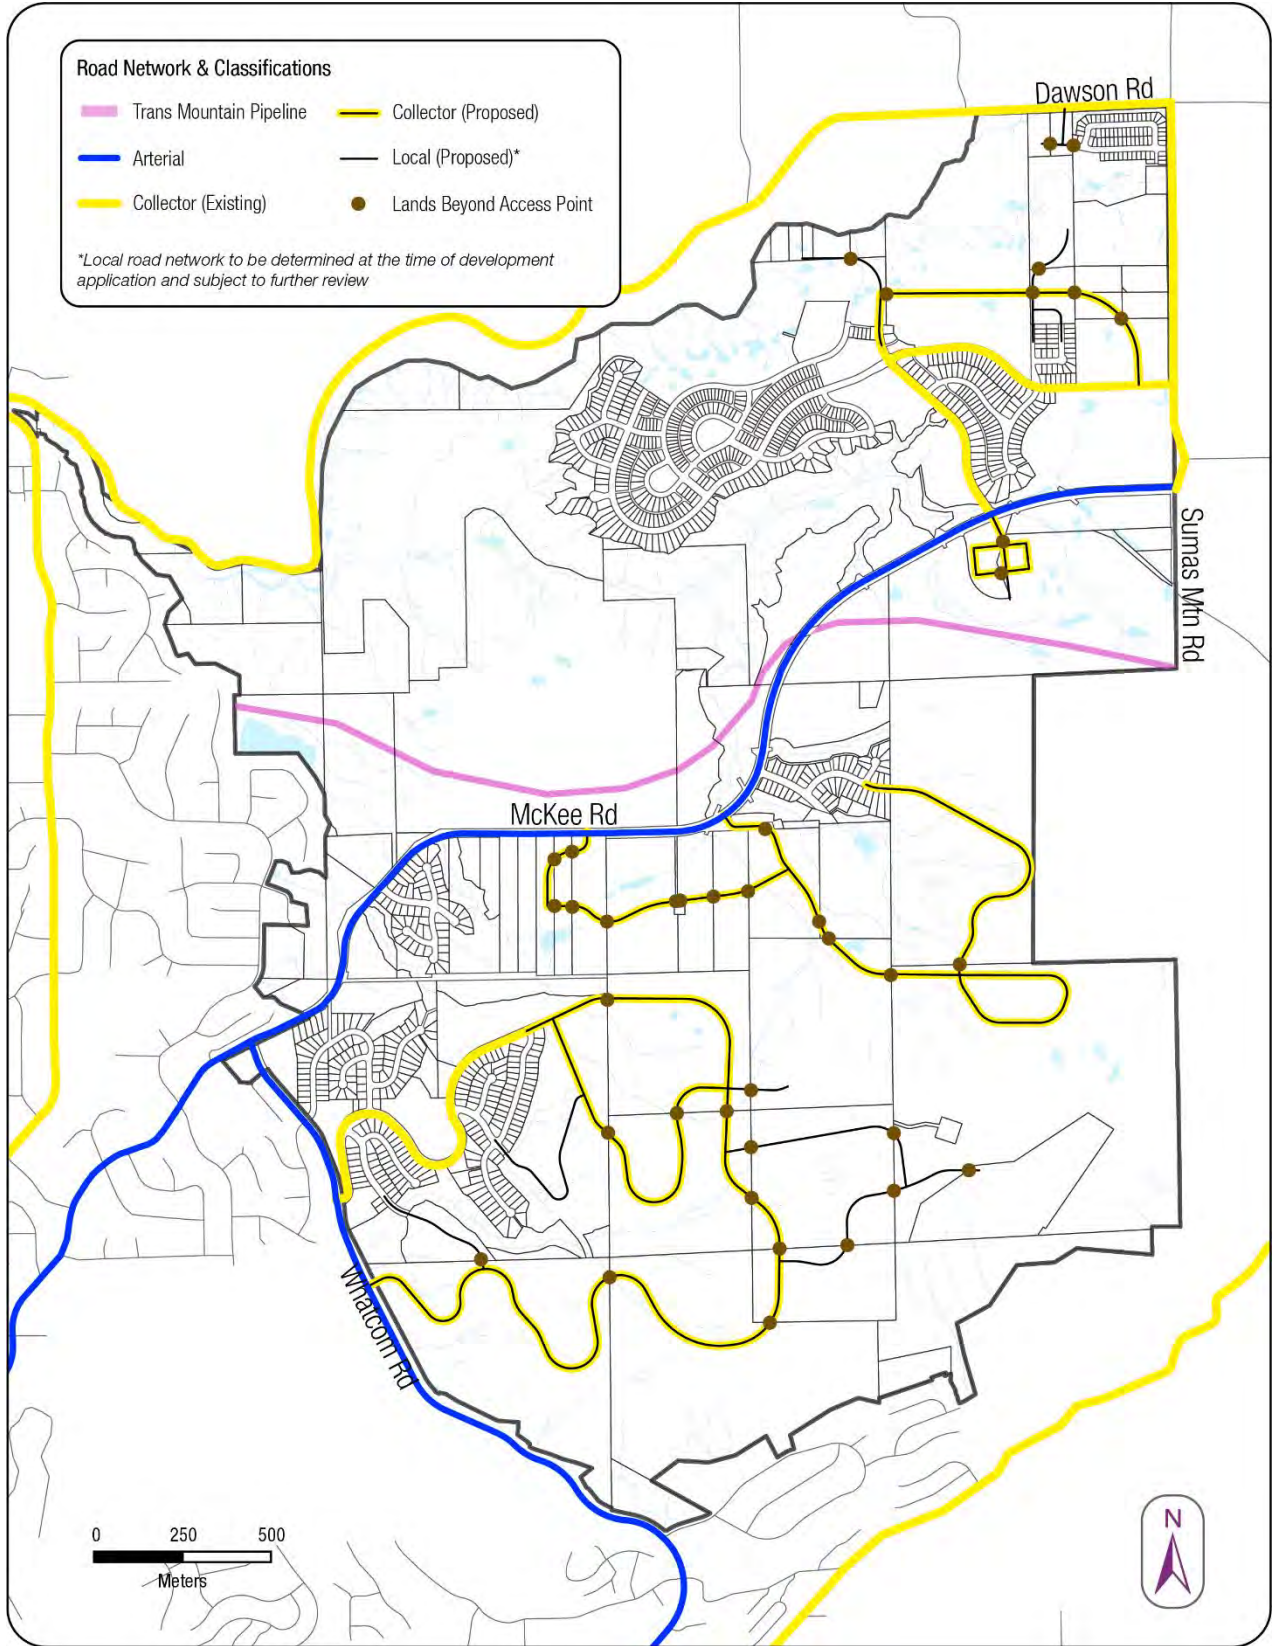 Road Network & Classifications
Trans Mountain Pipeline
Collector (Proposed)
Arterial
Local (Proposed)*
Collector (Existing)
Lands Beyond Access Point
*Local road network to be determined at the time of development
application and subject to further review
Dawson Rd
Sumas Mtn Rd
McKee Rd
Whatcom Rd
0 250 500
Meters
N